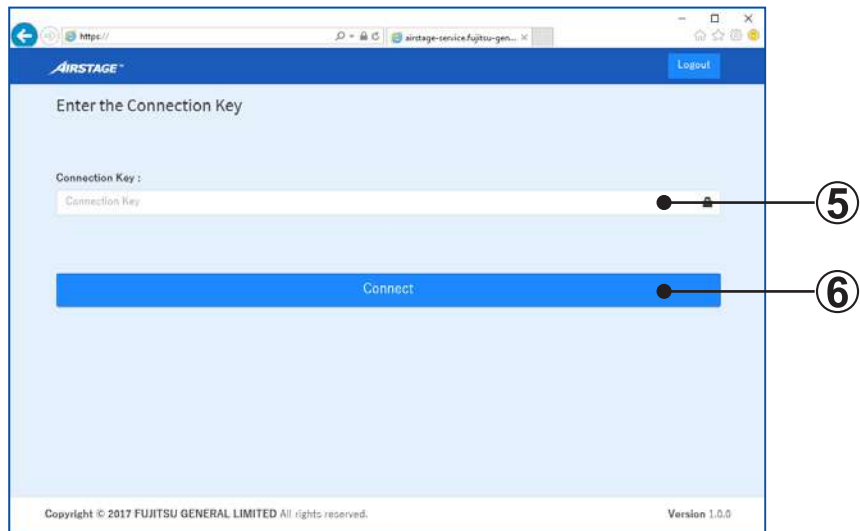 https://
airstage-service.fujitsu-gen...
AIRSTAGE™
Logout
Enter the Connection Key
Connection Key :
Connection Key
⑤
Connect
⑥
Copyright © 2017 FUJITSU GENERAL LIMITED All rights reserved.
Version 1.0.0